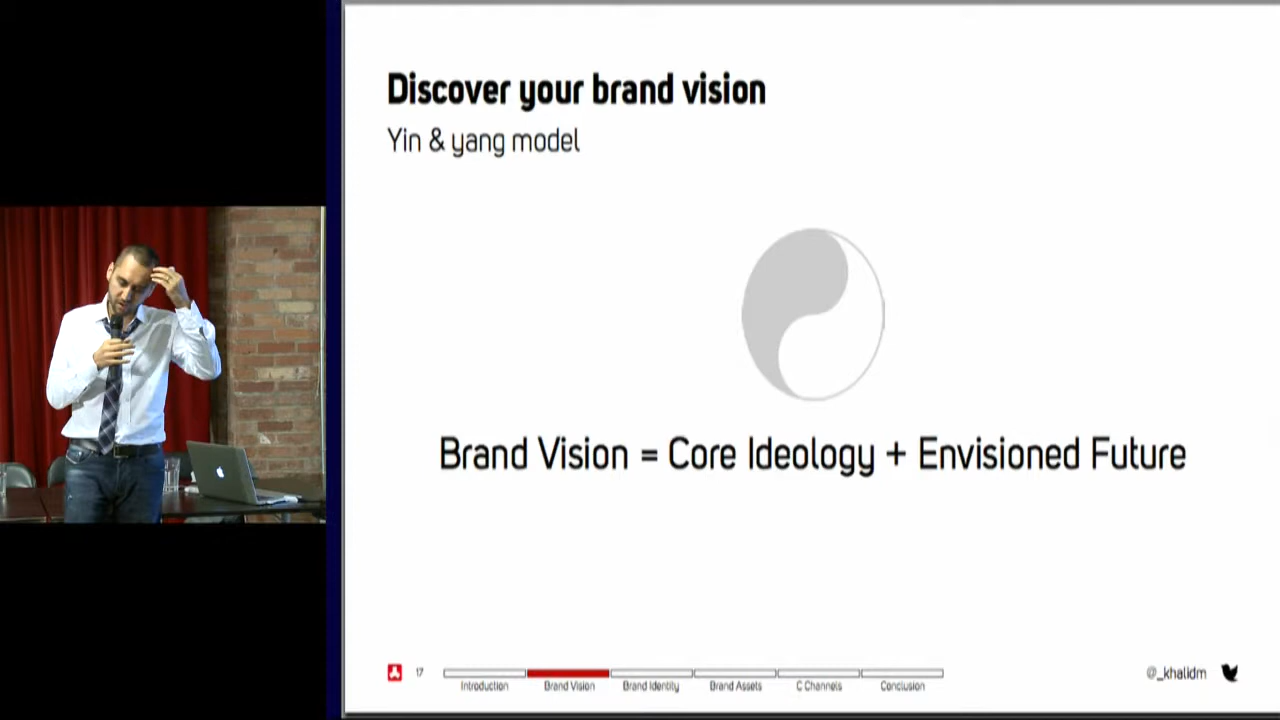 Discover your brand vision
Yin & yang model
Brand Vision = Core Ideology + Envisioned Future
17
Introduction
Brand Vision
Brand Identity
Brand Assets
C Channels
Conclusion
@_khalidm